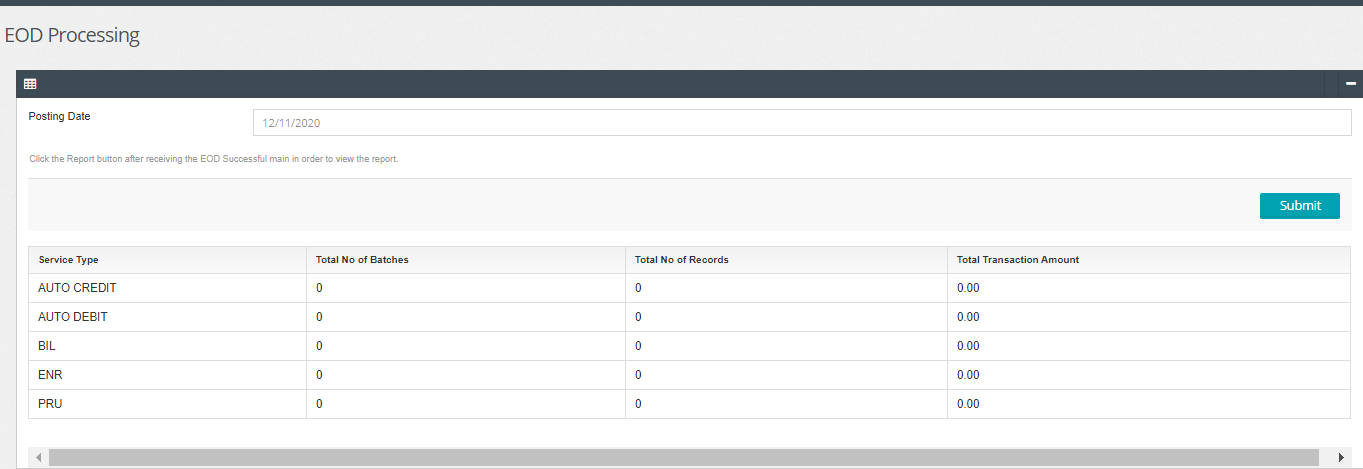 EOD Processing
Posting Date
12/11/2020
Click the Report button after receiving the EOD Successful main in order to view the report.
Submit
Service Type Total No of Batches Total No of Records Total Transaction Amount
AUTO CREDIT 0 0 0.00
AUTO DEBIT 0 0 0.00
BIL 0 0 0.00
ENR 0 0 0.00
PRU 0 0 0.00